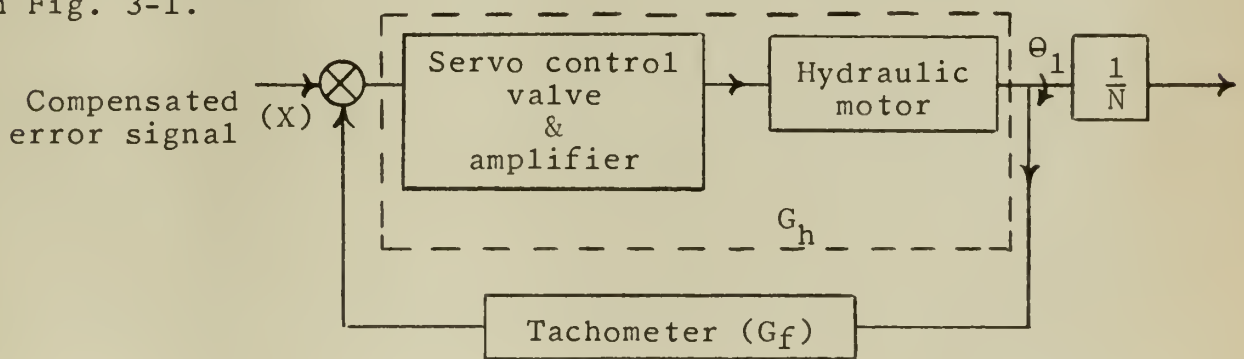 n Fig. 3-1.
Servo control
valve
&
amplifier
Hydraulic
motor
Θ1
1
N
Compensated
error signal
(X)
Gh
Tachometer (Gf)